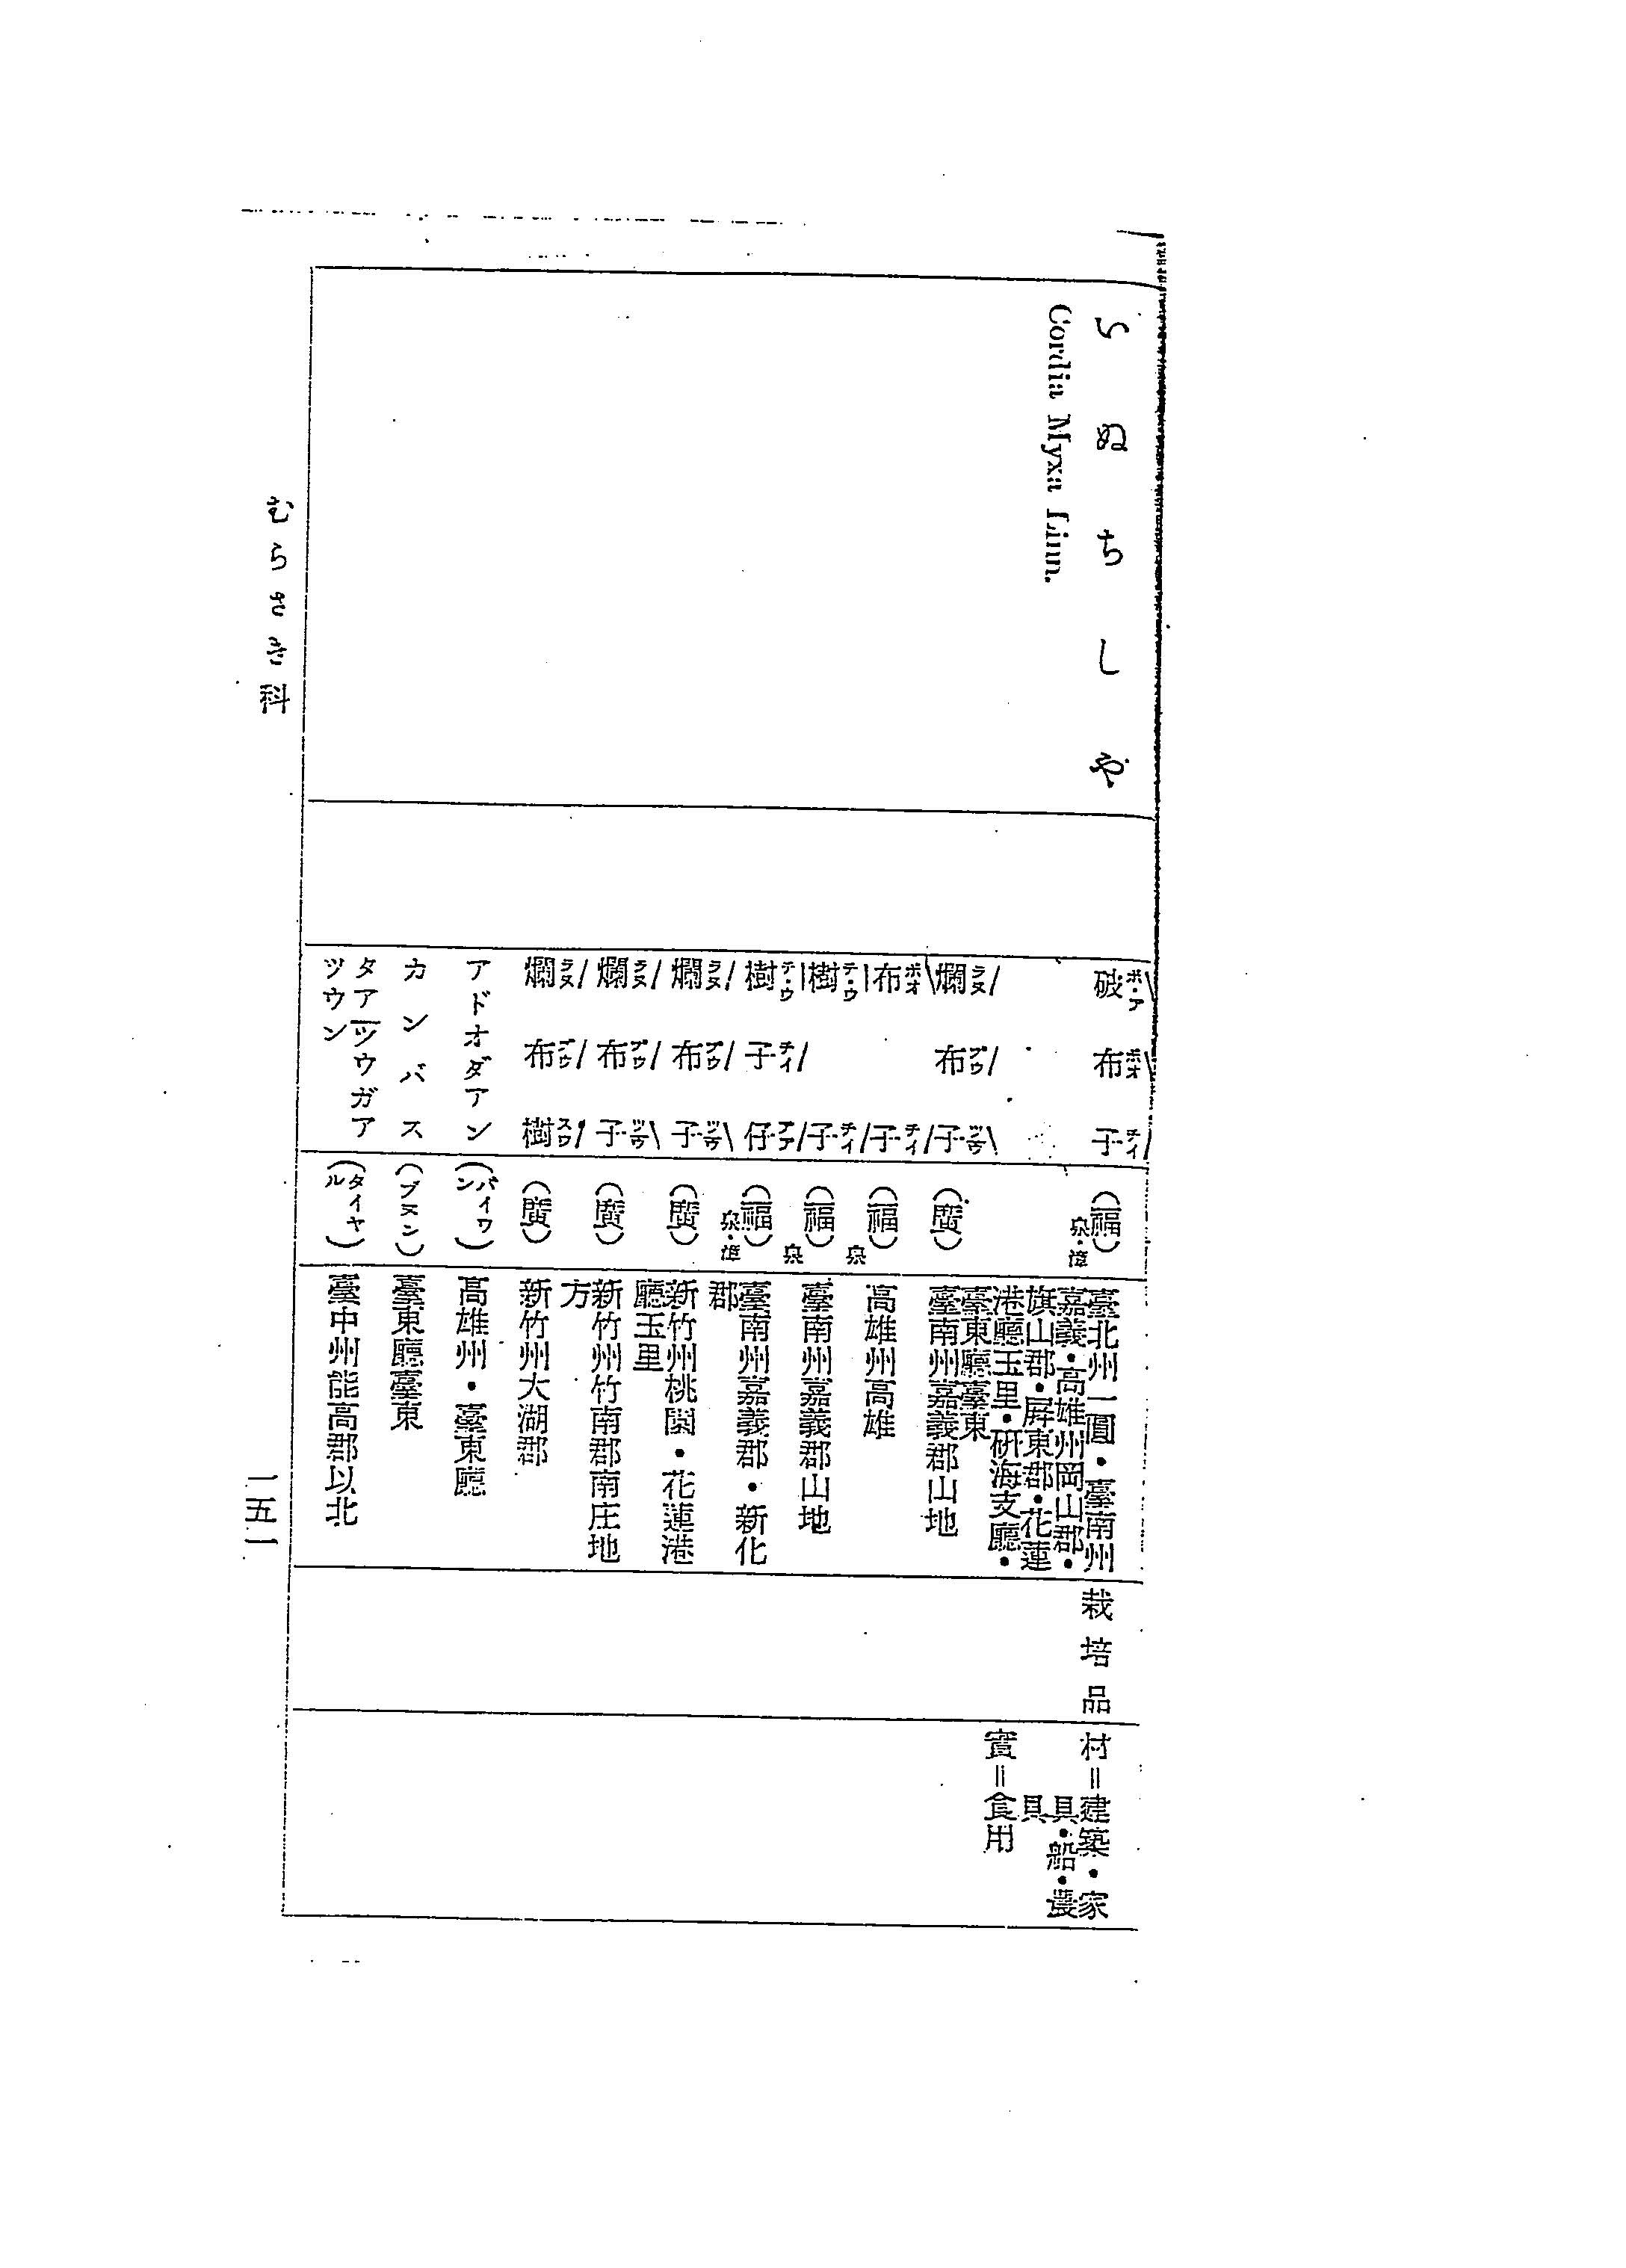 いぬちしや
Cordia Myxa Linn.
破布子
(福)
泉・漳
臺北州一圓・臺南州
嘉義・高雄州岡山郡・
旗山郡・屏東郡・花蓮
港廳玉里・研海支廳・
臺東廳臺東
栽培品
材=建築・家
具・船・農
具
實=食用
爛布子
(廣)
臺南州嘉義郡山地
布子
(福)
泉
高雄州高雄
樹子
(福)
泉
臺南州嘉義郡山地
樹子仔
(福)
泉・漳
臺南州嘉義郡・新化
郡
爛布子
(廣)
新竹州桃園・花蓮港
廳玉里
爛布子
(廣)
新竹州竹南郡南庄地
方
爛布樹
(廣)
新竹州大湖郡
アドオダアン
(パイワン)
高雄州・臺東廳
カンバス
(ブヌン)
臺東廳臺東
タアーツウガア
ツウン
(タイヤル)
臺中州能高郡以北
むらさき科
一五一